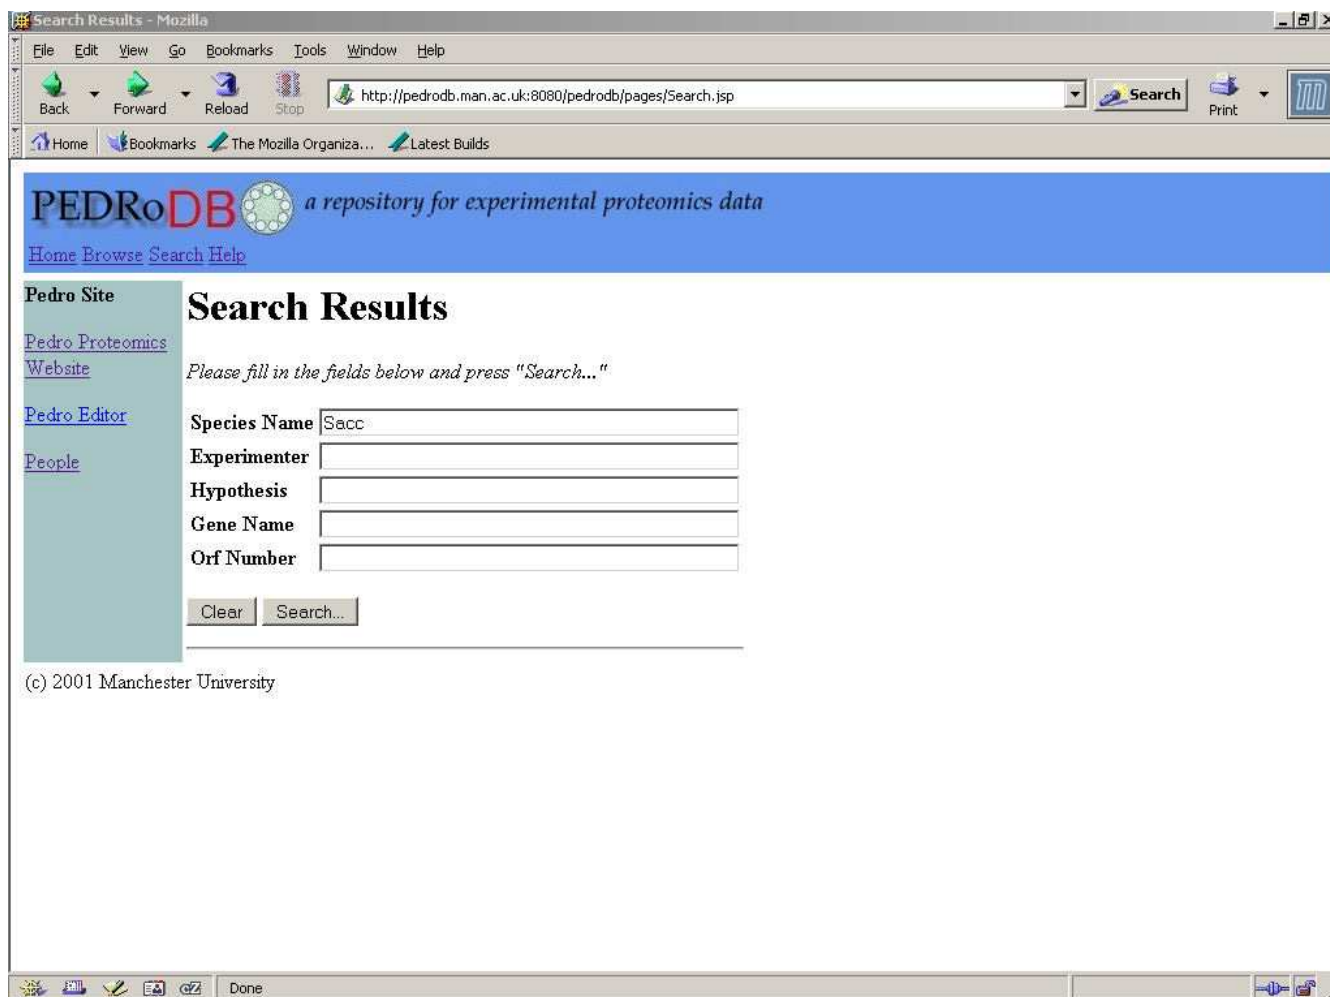 Search Results - Mozilla
File Edit View Go Bookmarks Tools Window Help
Back Forward Reload Stop http://pedrodb.man.ac.uk:8080/pedrodb/pages/Search.jsp Search Print
Home Bookmarks The Mozilla Organiza... Latest Builds
PEDRoDB a repository for experimental proteomics data
Home Browse Search Help
Pedro Site
Pedro Proteomics
Website
Pedro Editor
People
Search Results
Please fill in the fields below and press "Search..."
Species Name Sacc
Experimenter
Hypothesis
Gene Name
Orf Number
Clear Search...
(c) 2001 Manchester University
Done